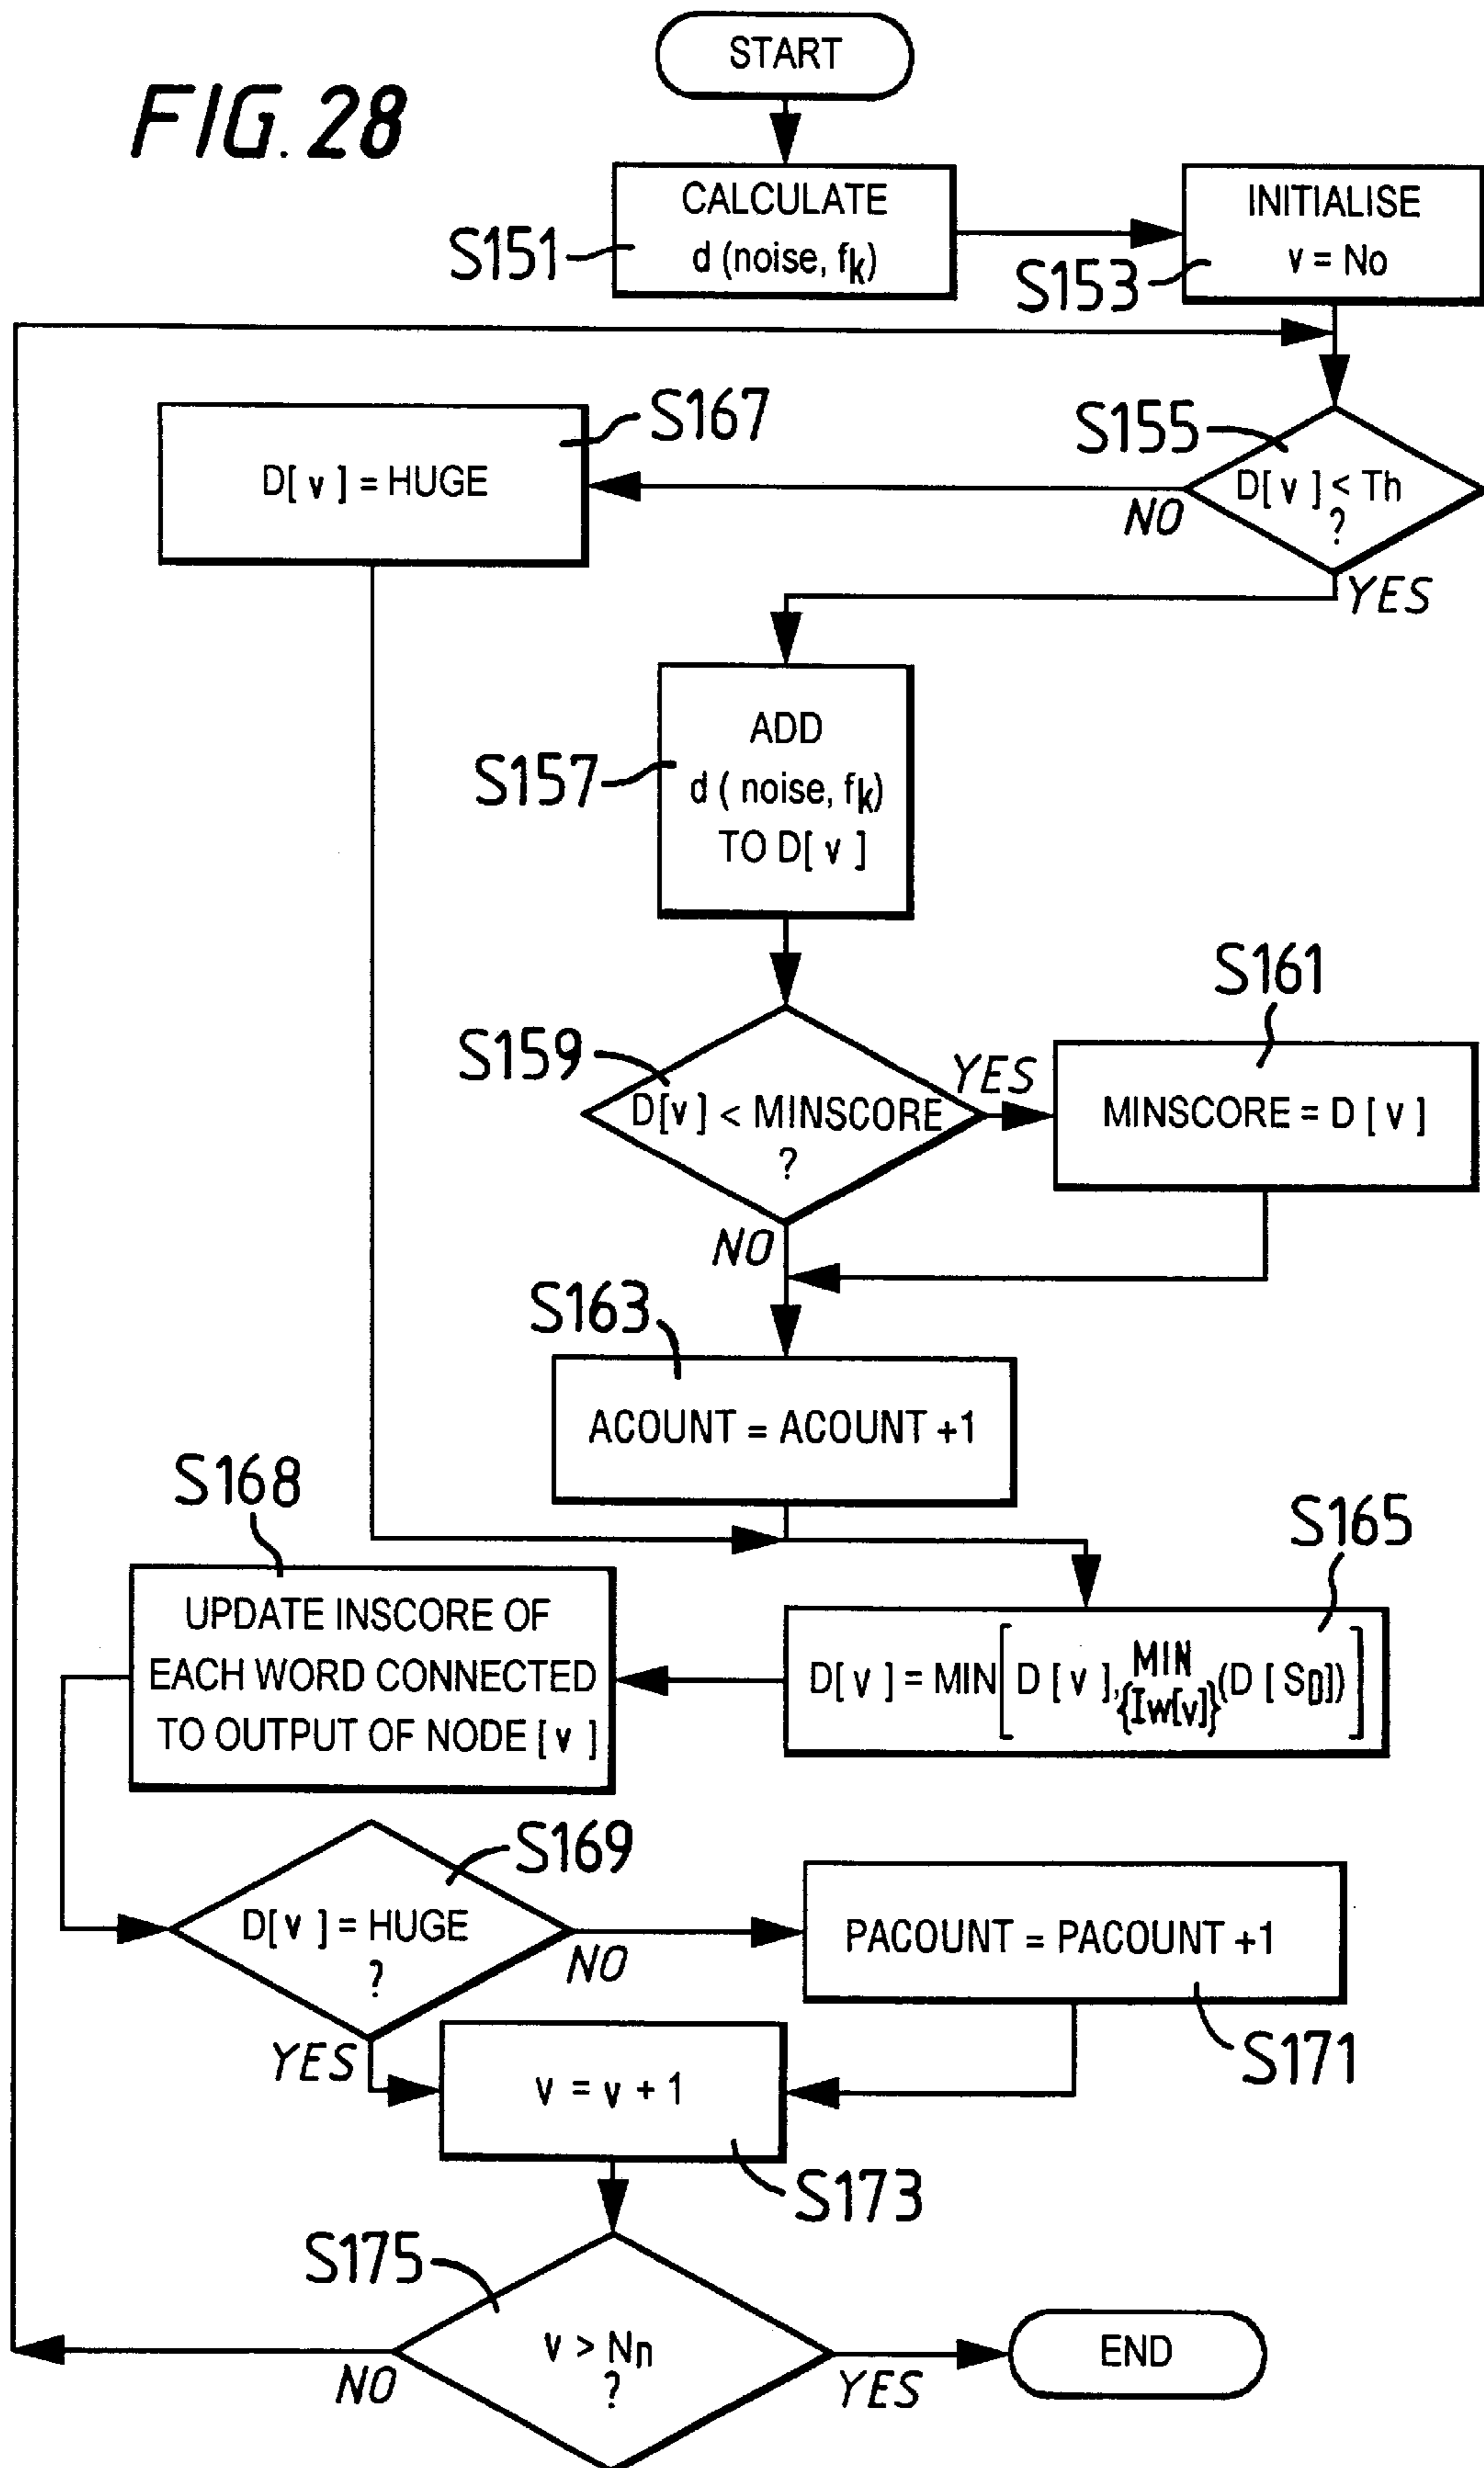 FIG. 28
START
CALCULATE
d (noise, fk)
S151
INITIALISE
v = No
S153
S155
D[ v ] < Th
?
NO
YES
S167
D[ v ] = HUGE
S157
ADD
d ( noise, fk)
TO D[ v ]
S159
D[v] < MINSCORE
?
YES
NO
S161
MINSCORE = D [ v ]
S163
ACOUNT = ACOUNT +1
S165
D[ v ] = MIN[ D [ v ], MIN (D [ SD])]
{Iw[v]}
S168
UPDATE INSCORE OF
EACH WORD CONNECTED
TO OUTPUT OF NODE [ v ]
S169
D[ v ] = HUGE
?
NO
YES
PACOUNT = PACOUNT +1
S171
v = v + 1
S173
S175
v > Nn
?
NO
YES
END